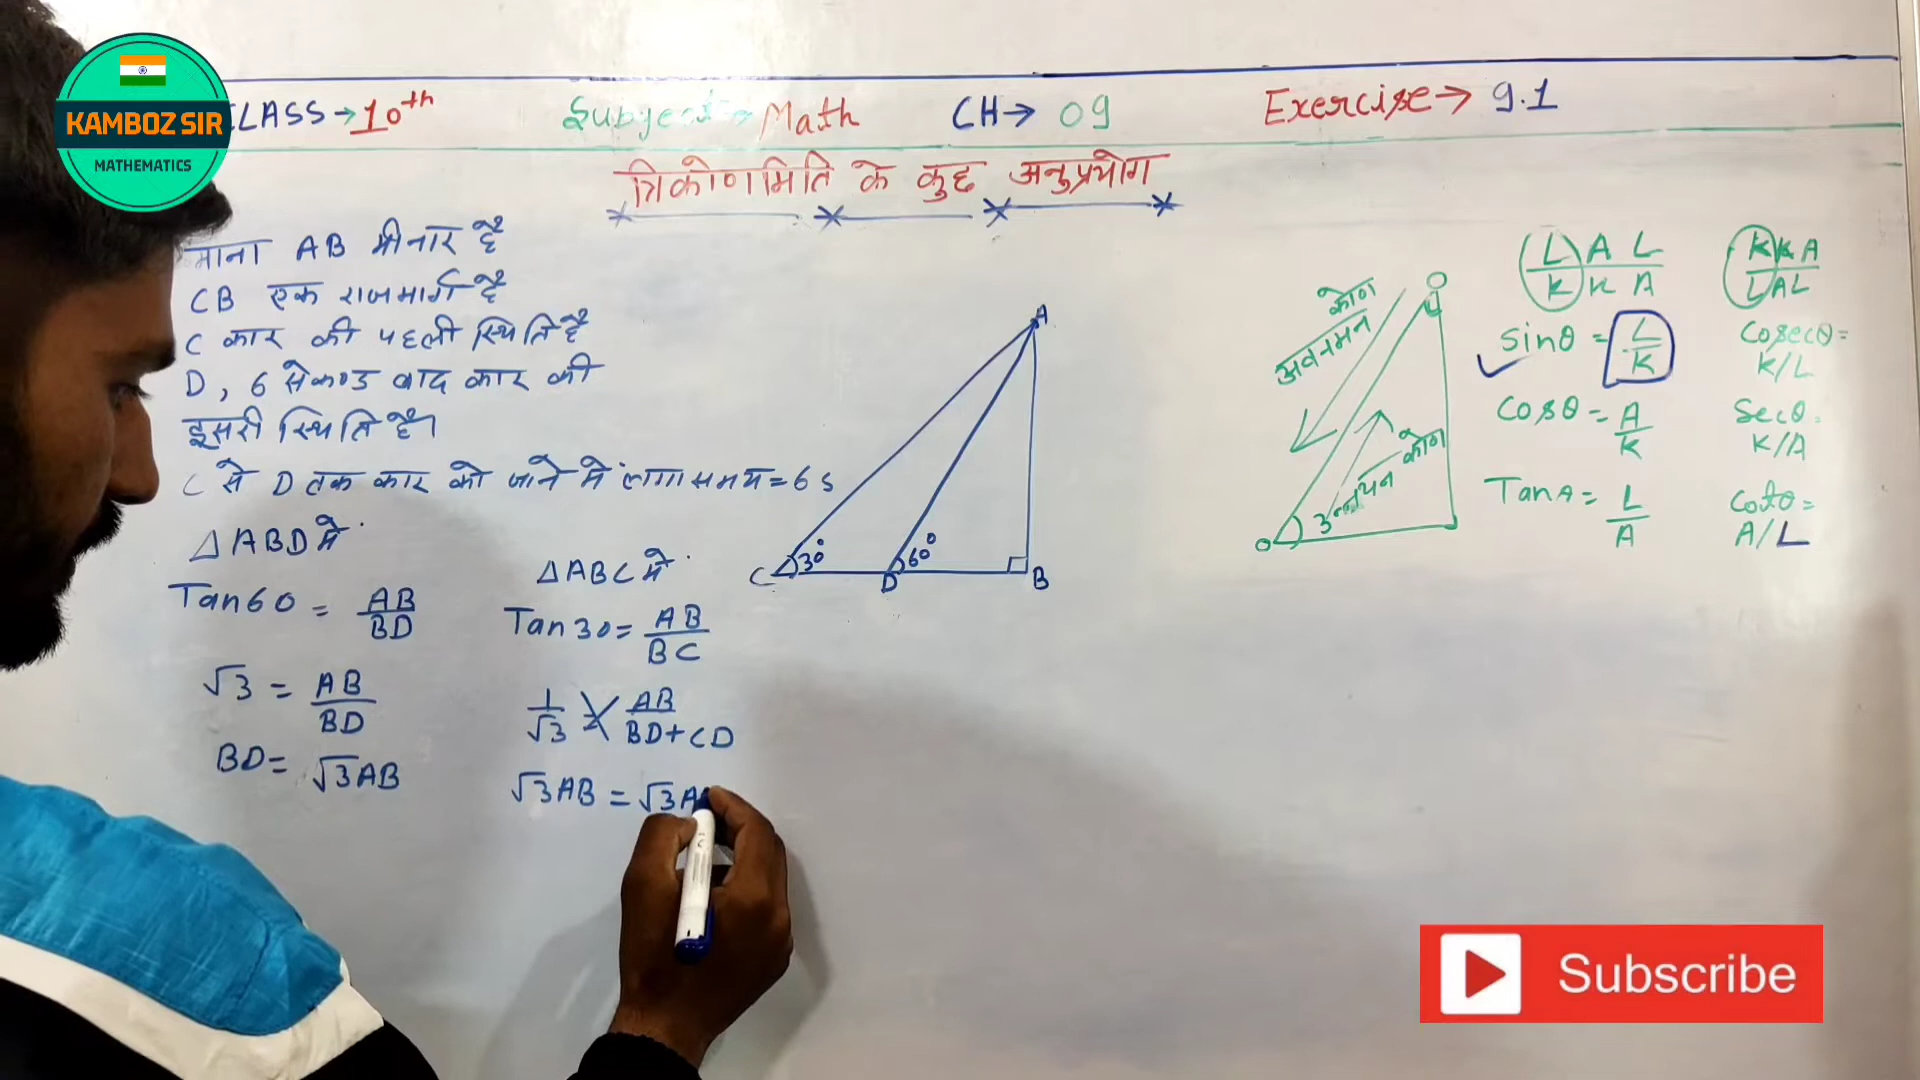 KAMBOZ SIR
MATHEMATICS
CLASS → 10th Subject → Math CH → 09 Exercise → 9.1
त्रिकोणमिति के कुछ अनुप्रयोग
माना AB मीनार है
CB एक राजमार्ग है
C कार की पहली स्थिति है
D, 6 सेकण्ड बाद कार की
दूसरी स्थिति है।
C से D तक कार को जाने मे लगा समय = 6 s
△ABD में
Tan60 = AB/BD
√3 = AB/BD
BD = √3AB
△ABC में
Tan30 = AB/BC
1/√3 = AB/BD+CD
√3AB = √3A
A
C 30° D 60° B
अवनमन कोण
उन्नयन कोण
L A L / K K A
K K A / L A L
sinθ = L/K
cosecθ = K/L
cosθ = A/K
secθ = K/A
TanA = L/A
cotθ = A/L
Subscribe